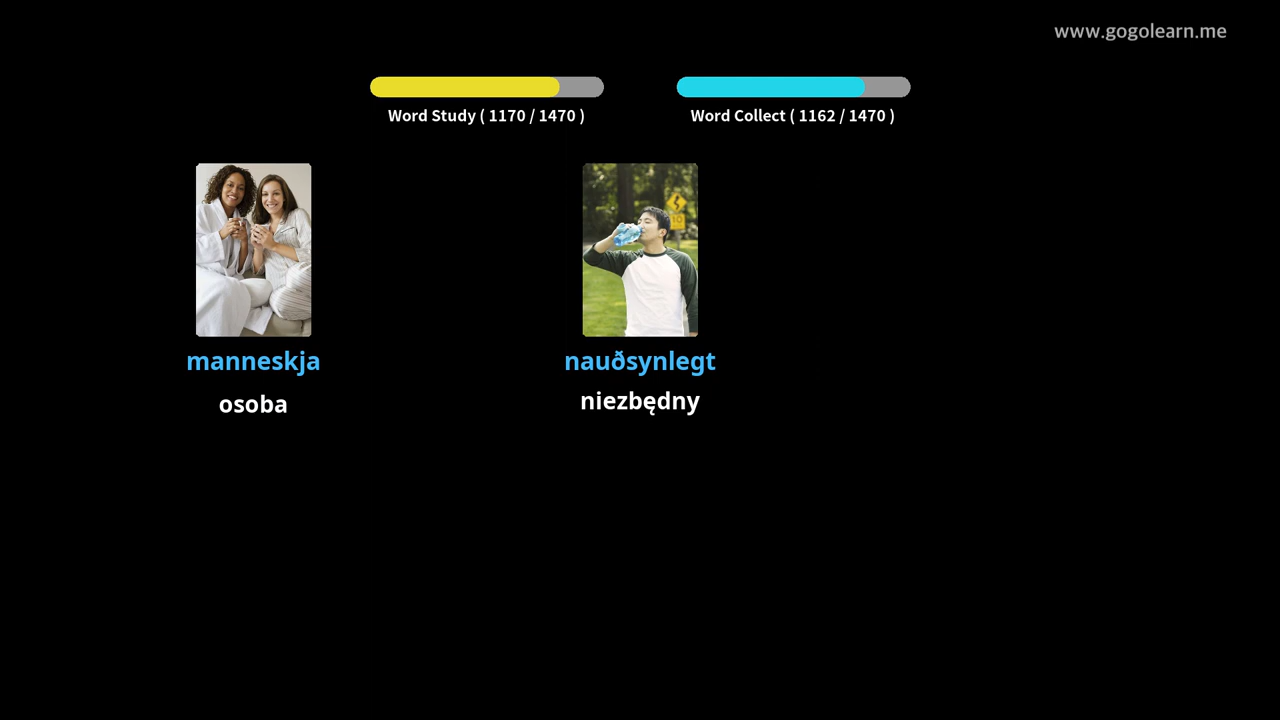 www.gogolearn.me
Word Study ( 1170 / 1470 )
Word Collect ( 1162 / 1470 )
manneskja
osoba
nauðsynlegt
niezbędny